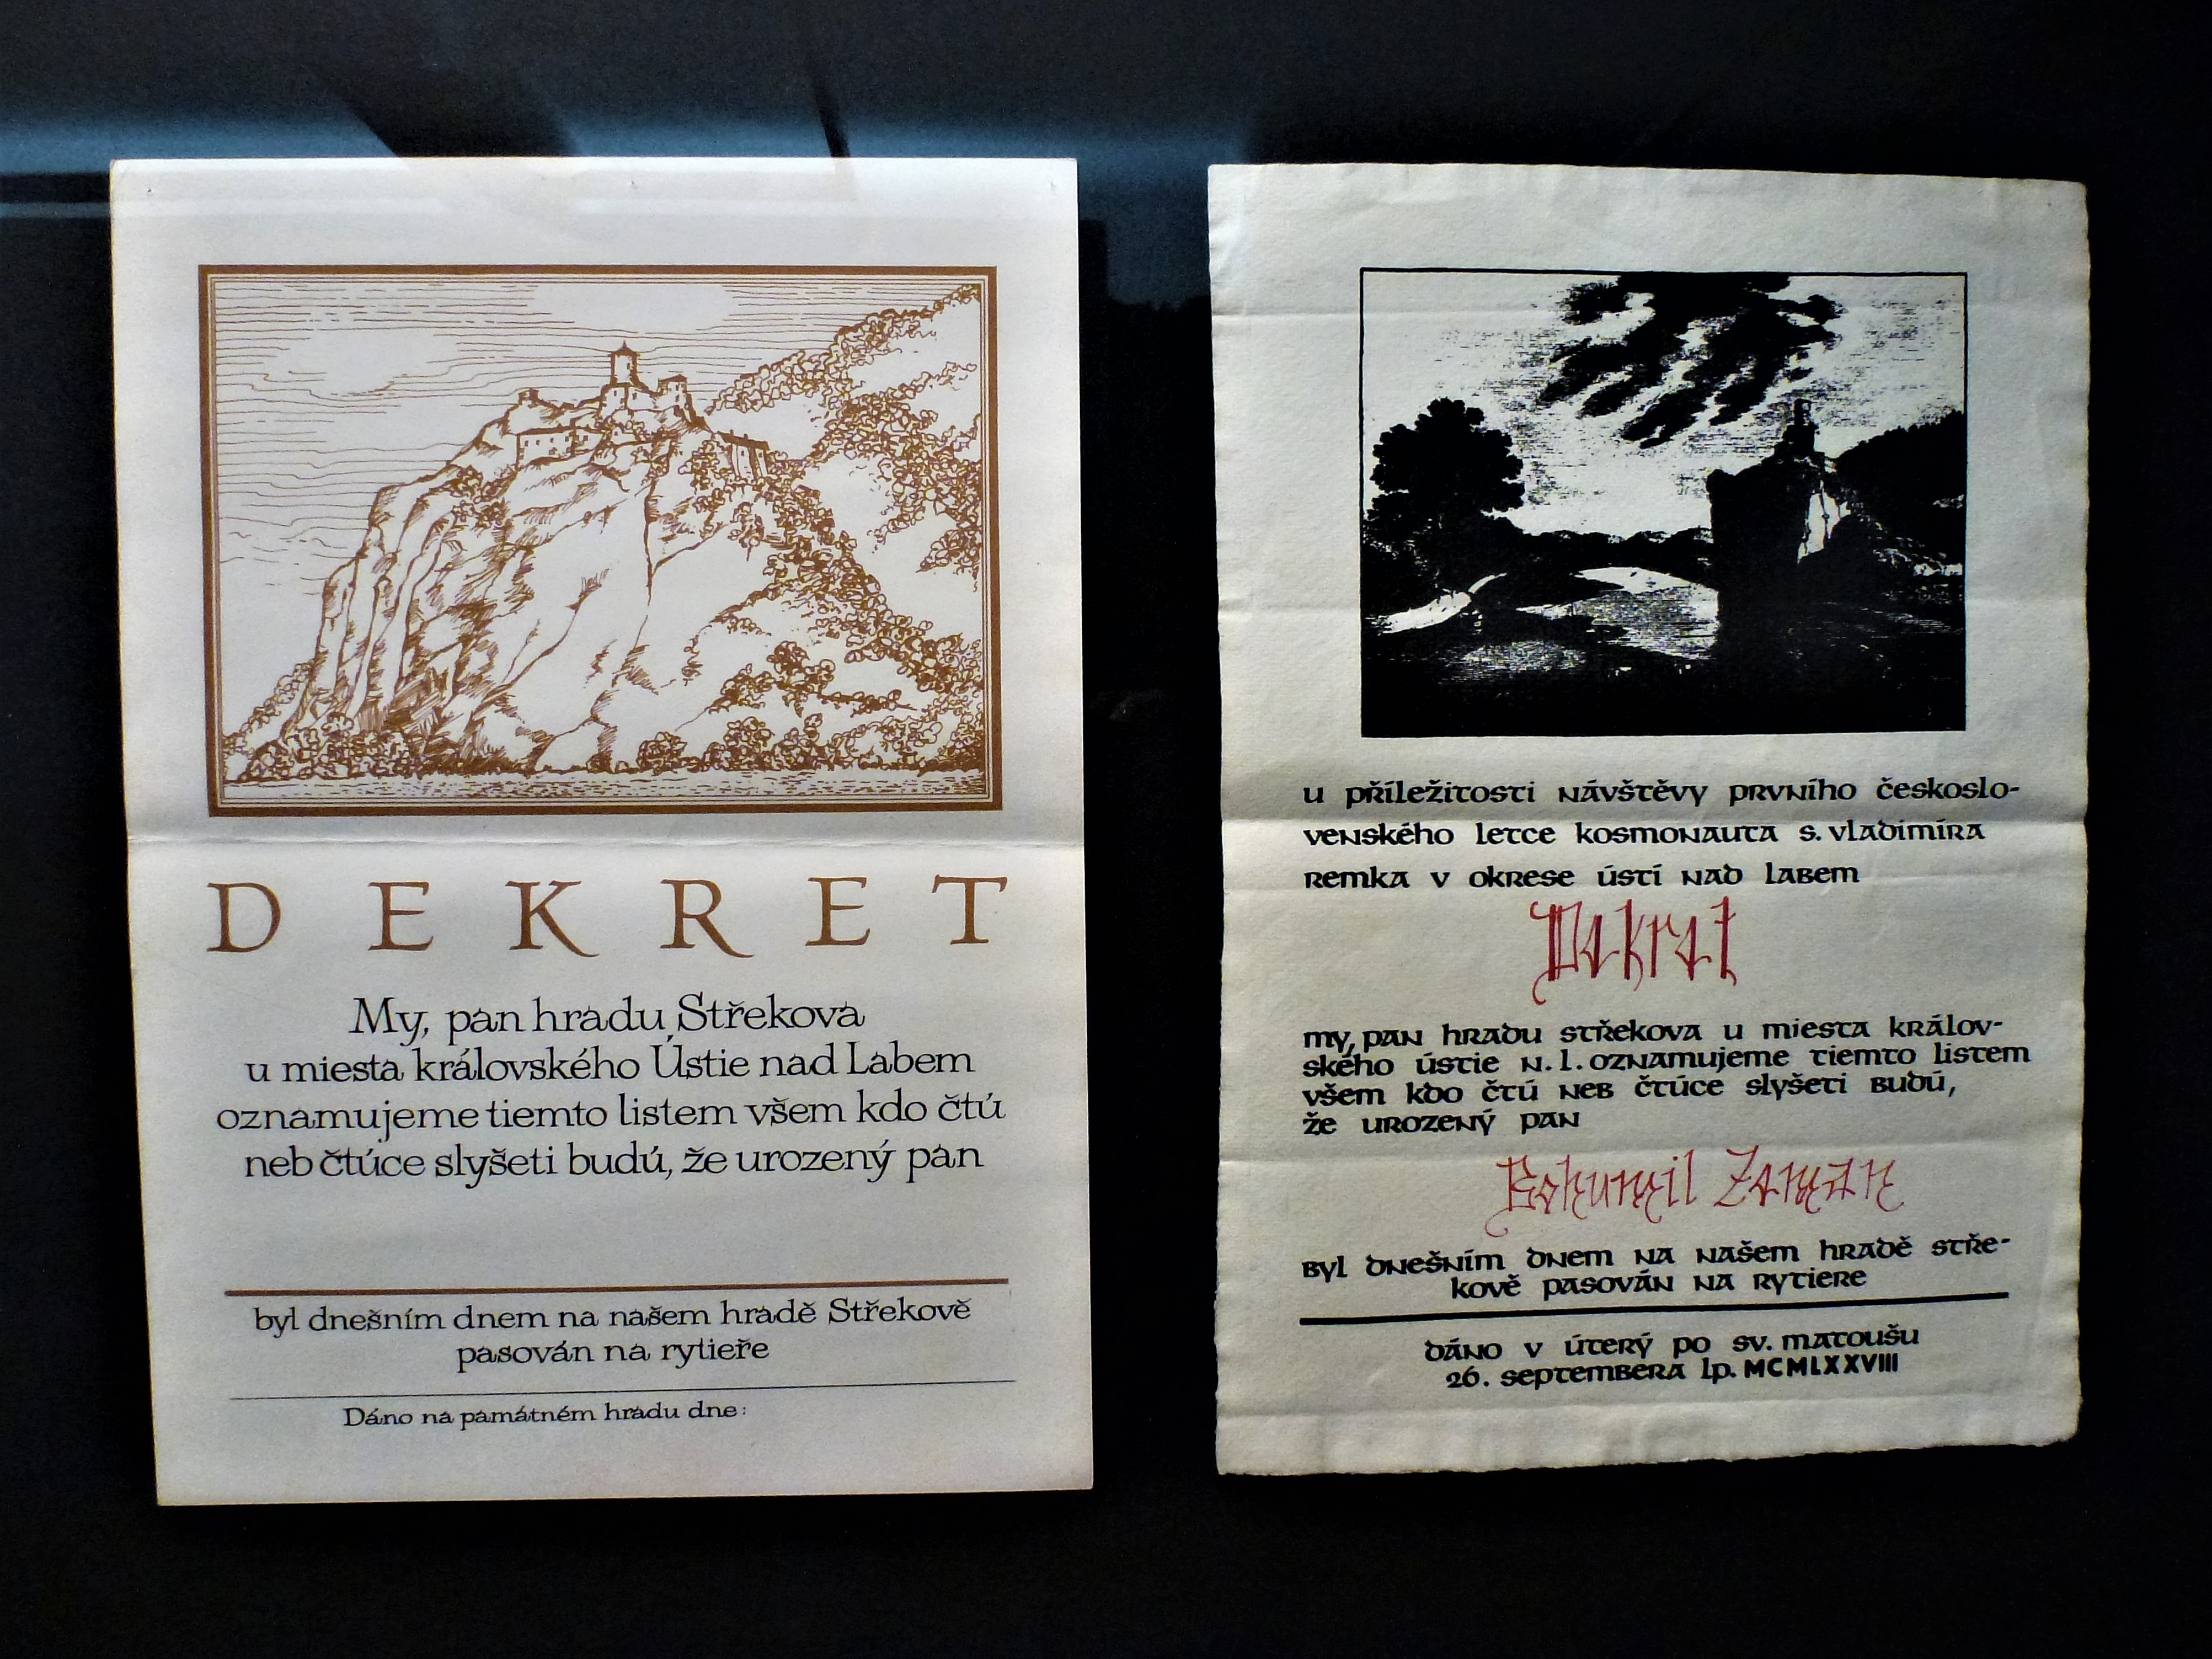 DEKRET
My, pan hradu Střekova
u miesta královského Ústie nad Labem
oznamujeme tiemto listem všem kdo čtú
neb čtúce slyšeti budú, že urozený pan
byl dnešním dnem na našem hradě Střekově
pasován na rytieře
Dáno na památném hradu dne:
u příležitosti návštěvy prvního českoslo-
venského letce kosmonauta s. vladimíra
remka v okrese ústí nad labem
Dekret
my, pan hradu střekova u miesta králov-
ského ústie n. l. oznamujeme tiemto listem
všem kdo čtú neb čtúce slyšeti budú,
že urozený pan
Bohumil Zeman
byl dnešním dnem na našem hradě stře-
kově pasován na rytiere
dáno v úterý po sv. matoušu
26. septembera lp. MCMLXXVIII